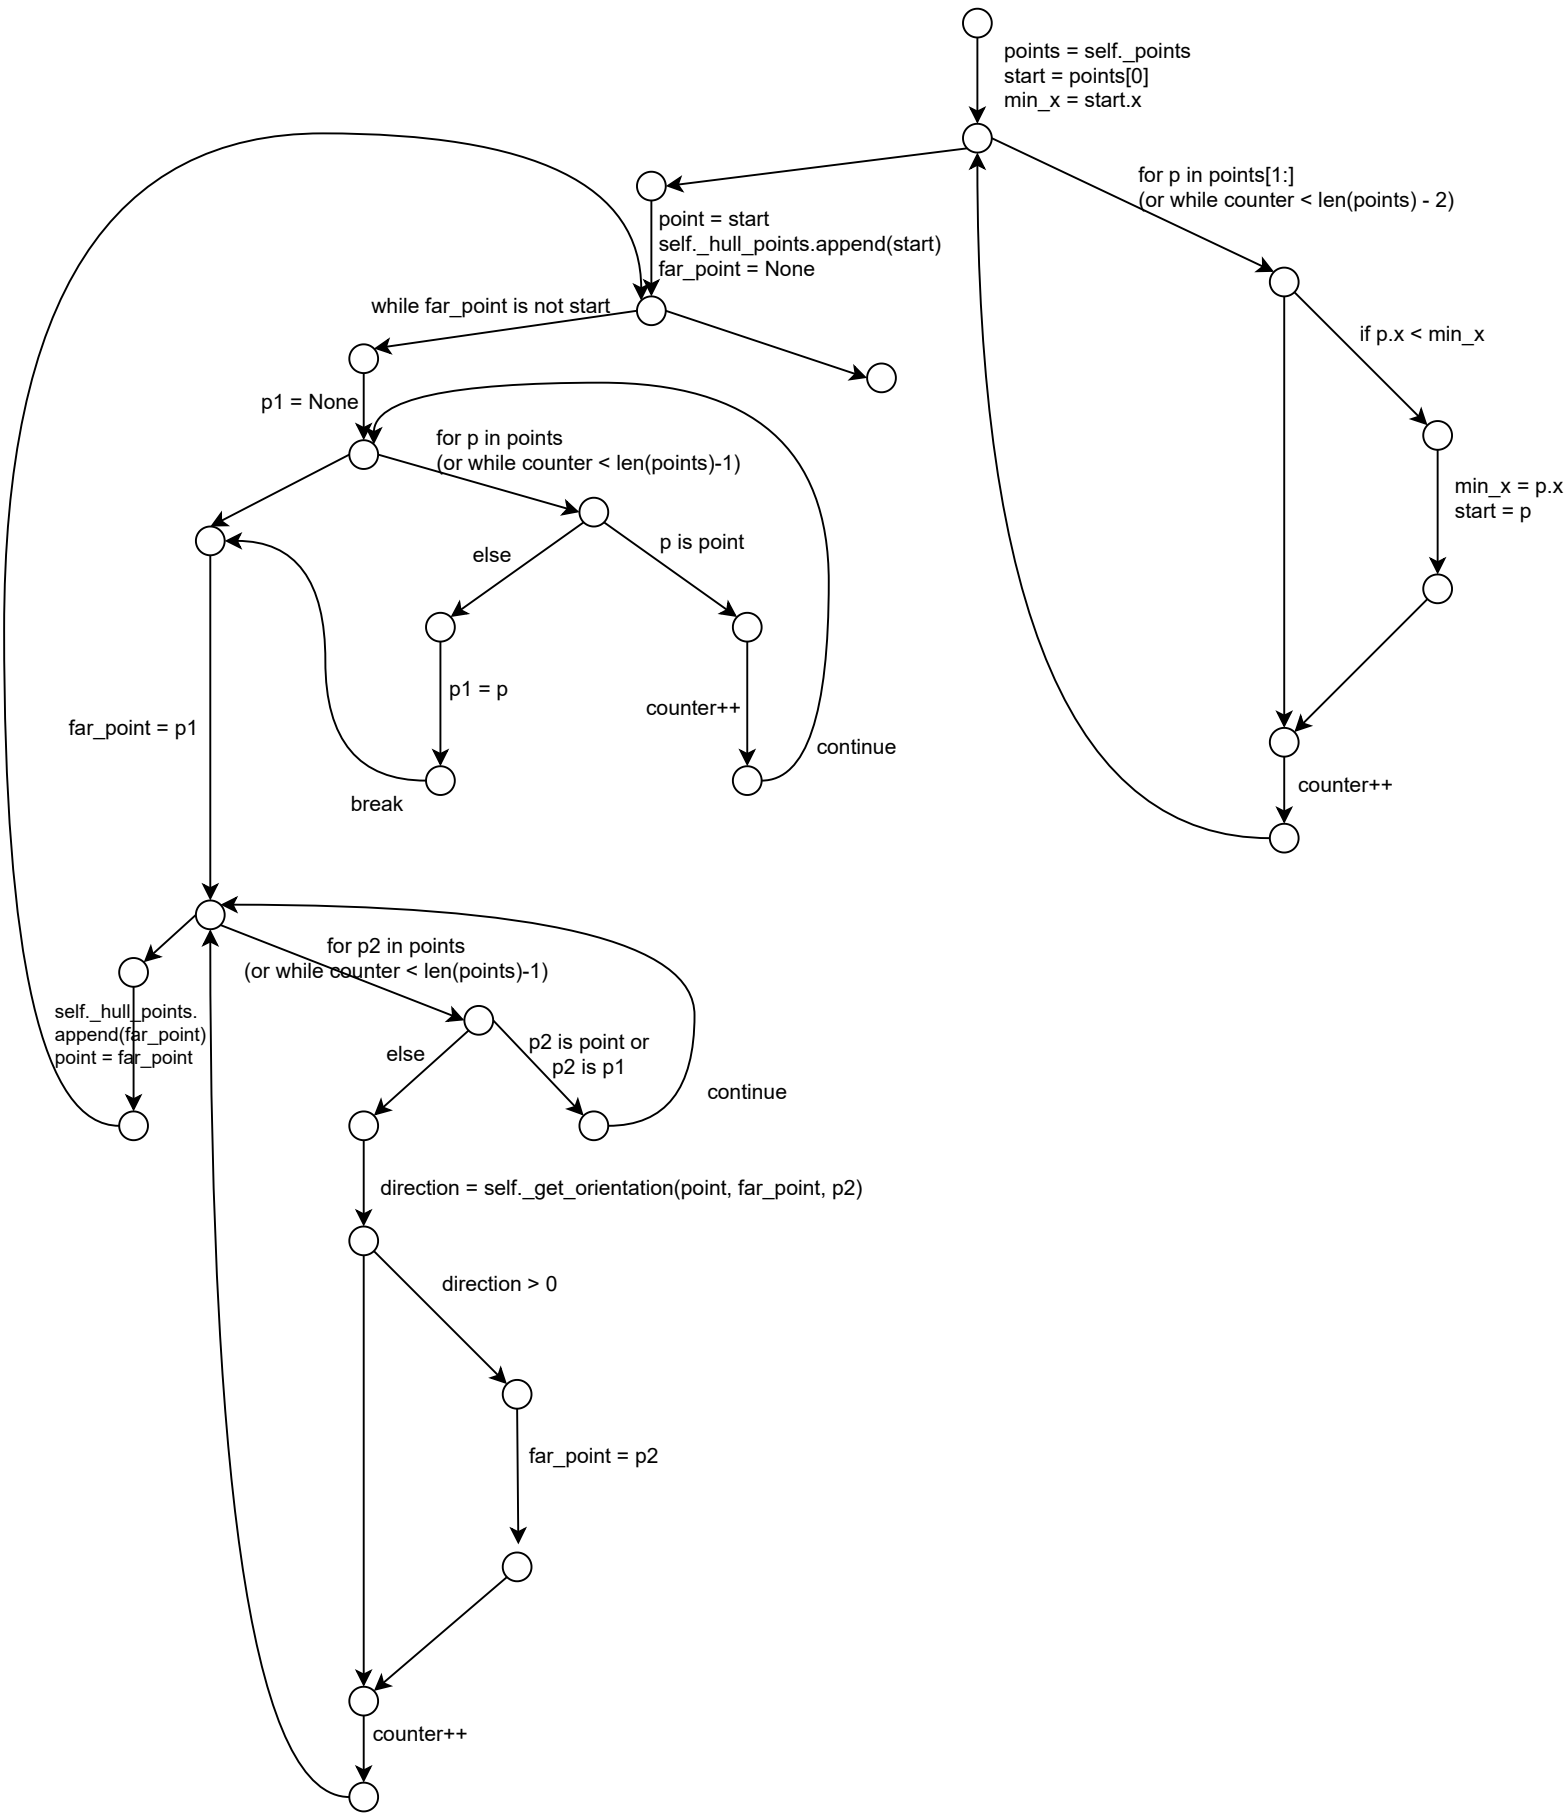 points = self._points
start = points[0]
min_x = start.x
for p in points[1:]
(or while counter < len(points) - 2)
point = start
self._hull_points.append(start)
far_point = None
while far_point is not start
if p.x < min_x
p1 = None
for p in points
(or while counter < len(points)-1)
min_x = p.x
start = p
else
p is point
p1 = p
counter++
far_point = p1
continue
break
counter++
for p2 in points
(or while counter < len(points)-1)
self._hull_points.
append(far_point)
point = far_point
else
p2 is point or
p2 is p1
continue
direction = self._get_orientation(point, far_point, p2)
direction > 0
far_point = p2
counter++